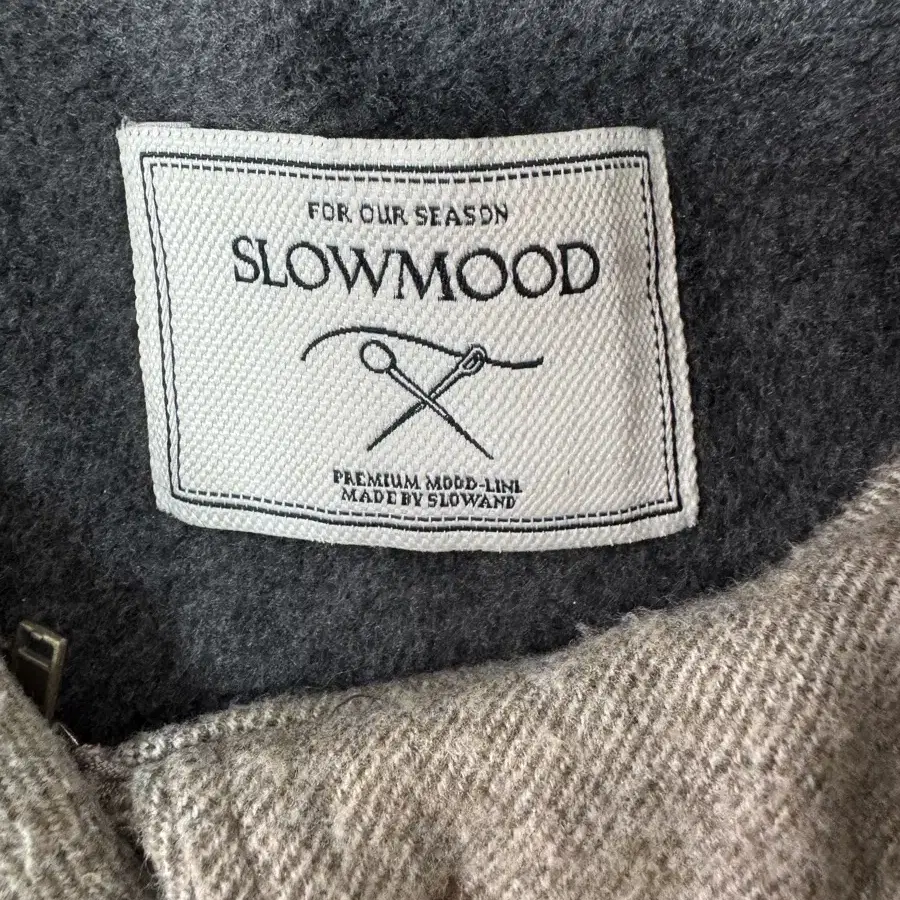 FOR OUR SEASON
SLOWMOOD
PREMIUM MOOD-LINE
MADE BY SLOWAND